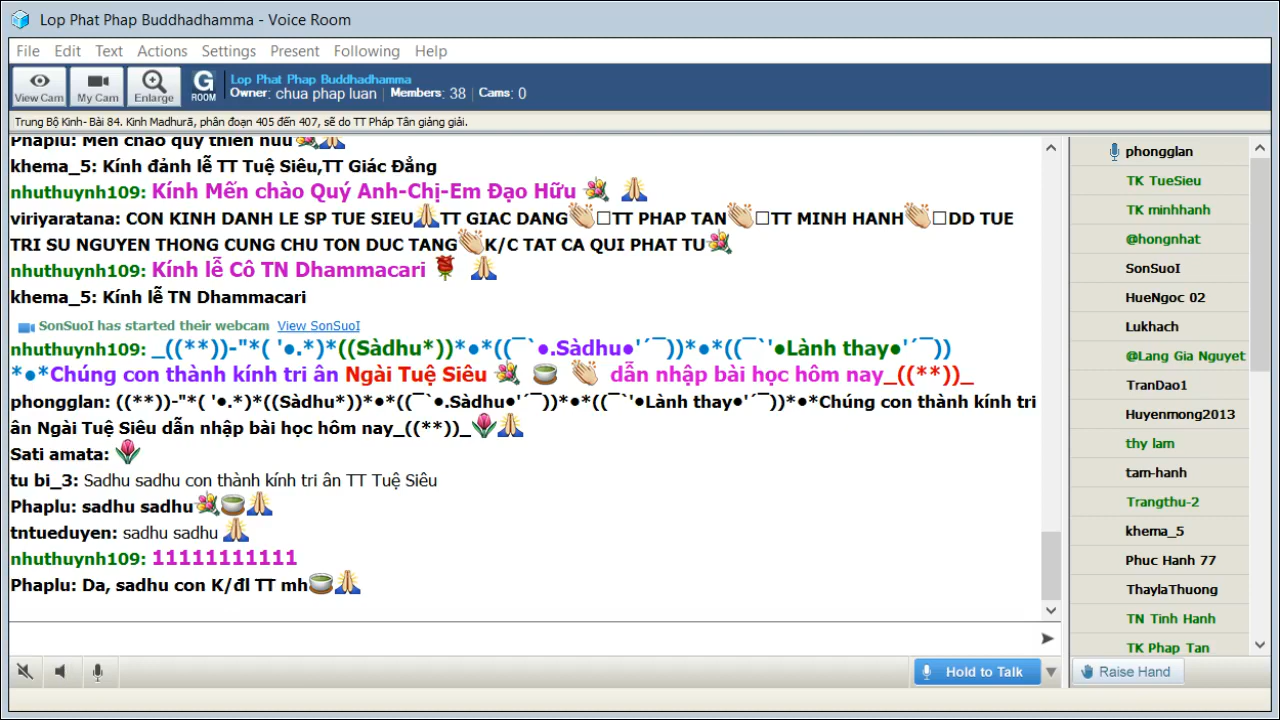 Lop Phat Phap Buddhadhamma - Voice Room
File Edit Text Actions Settings Present Following Help
View Cam My Cam Enlarge G ROOM
Lop Phat Phap Buddhadhamma
Owner: chua phap luan | Members: 38 | Cams: 0
Trung Bộ Kinh- Bài 84. Kinh Madhurā, phân đoạn 405 đến 407, sẽ do TT Pháp Tân giảng giải.
Phaplu: Mến chào quý thiện hữu💐🙏
khema_5: Kính đảnh lễ TT Tuệ Siêu,TT Giác Đẳng
nhuthuynh109: Kính Mến chào Quý Anh-Chị-Em Đạo Hữu 💐 🙏
viriyaratana: CON KINH DANH LE SP TUE SIEU🙏TT GIAC DANG👏□TT PHAP TAN👏□TT MINH HANH👏□DD TUE
TRI SU NGUYEN THONG CUNG CHU TON DUC TANG👏K/C TAT CA QUI PHAT TU💐
nhuthuynh109: Kính lễ Cô TN Dhammacari 🌹 🙏
khema_5: Kính lễ TN Dhammacari
SonSuoI has started their webcam View SonSuoI
nhuthuynh109: _((**))-"*( '●.*)*((Sàdhu*))*●*((¯`●.Sàdhu●'´¯))*●*((¯`'●Lành thay●'´¯))
*●*Chúng con thành kính tri ân Ngài Tuệ Siêu 💐 🍵 👏 dẫn nhập bài học hôm nay_((**))_
phongglan: ((**))-"*( '●.*)*((Sàdhu*))*●*((¯`●.Sàdhu●'´¯))*●*((¯`'●Lành thay●'´¯))*●*Chúng con thành kính tri
ân Ngài Tuệ Siêu dẫn nhập bài học hôm nay_((**))_🌷🙏
Sati amata: 🌷
tu bi_3: Sadhu sadhu con thành kính tri ân TT Tuệ Siêu
Phaplu: sadhu sadhu💐🍵🙏
tntueduyen: sadhu sadhu 🙏
nhuthuynh109: 11111111111
Phaplu: Da, sadhu con K/đl TT mh🍵🙏
Hold to Talk
phongglan
TK TueSieu
TK minhhanh
@hongnhat
SonSuoI
HueNgoc 02
Lukhach
@Lang Gia Nguyet
TranDao1
Huyenmong2013
thy lam
tam-hanh
Trangthu-2
khema_5
Phuc Hanh 77
ThaylaThuong
TN Tinh Hanh
TK Phap Tan
Raise Hand